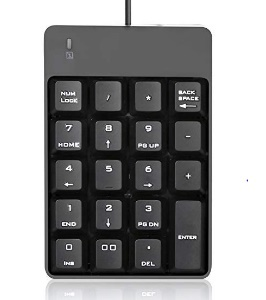 NUM LOCK
/
*
BACK SPACE
7 HOME
8 ↑
9 PG UP
-
4 ←
5
6 →
+
1 END
2 ↓
3 PG DN
ENTER
0 INS
00
. DEL